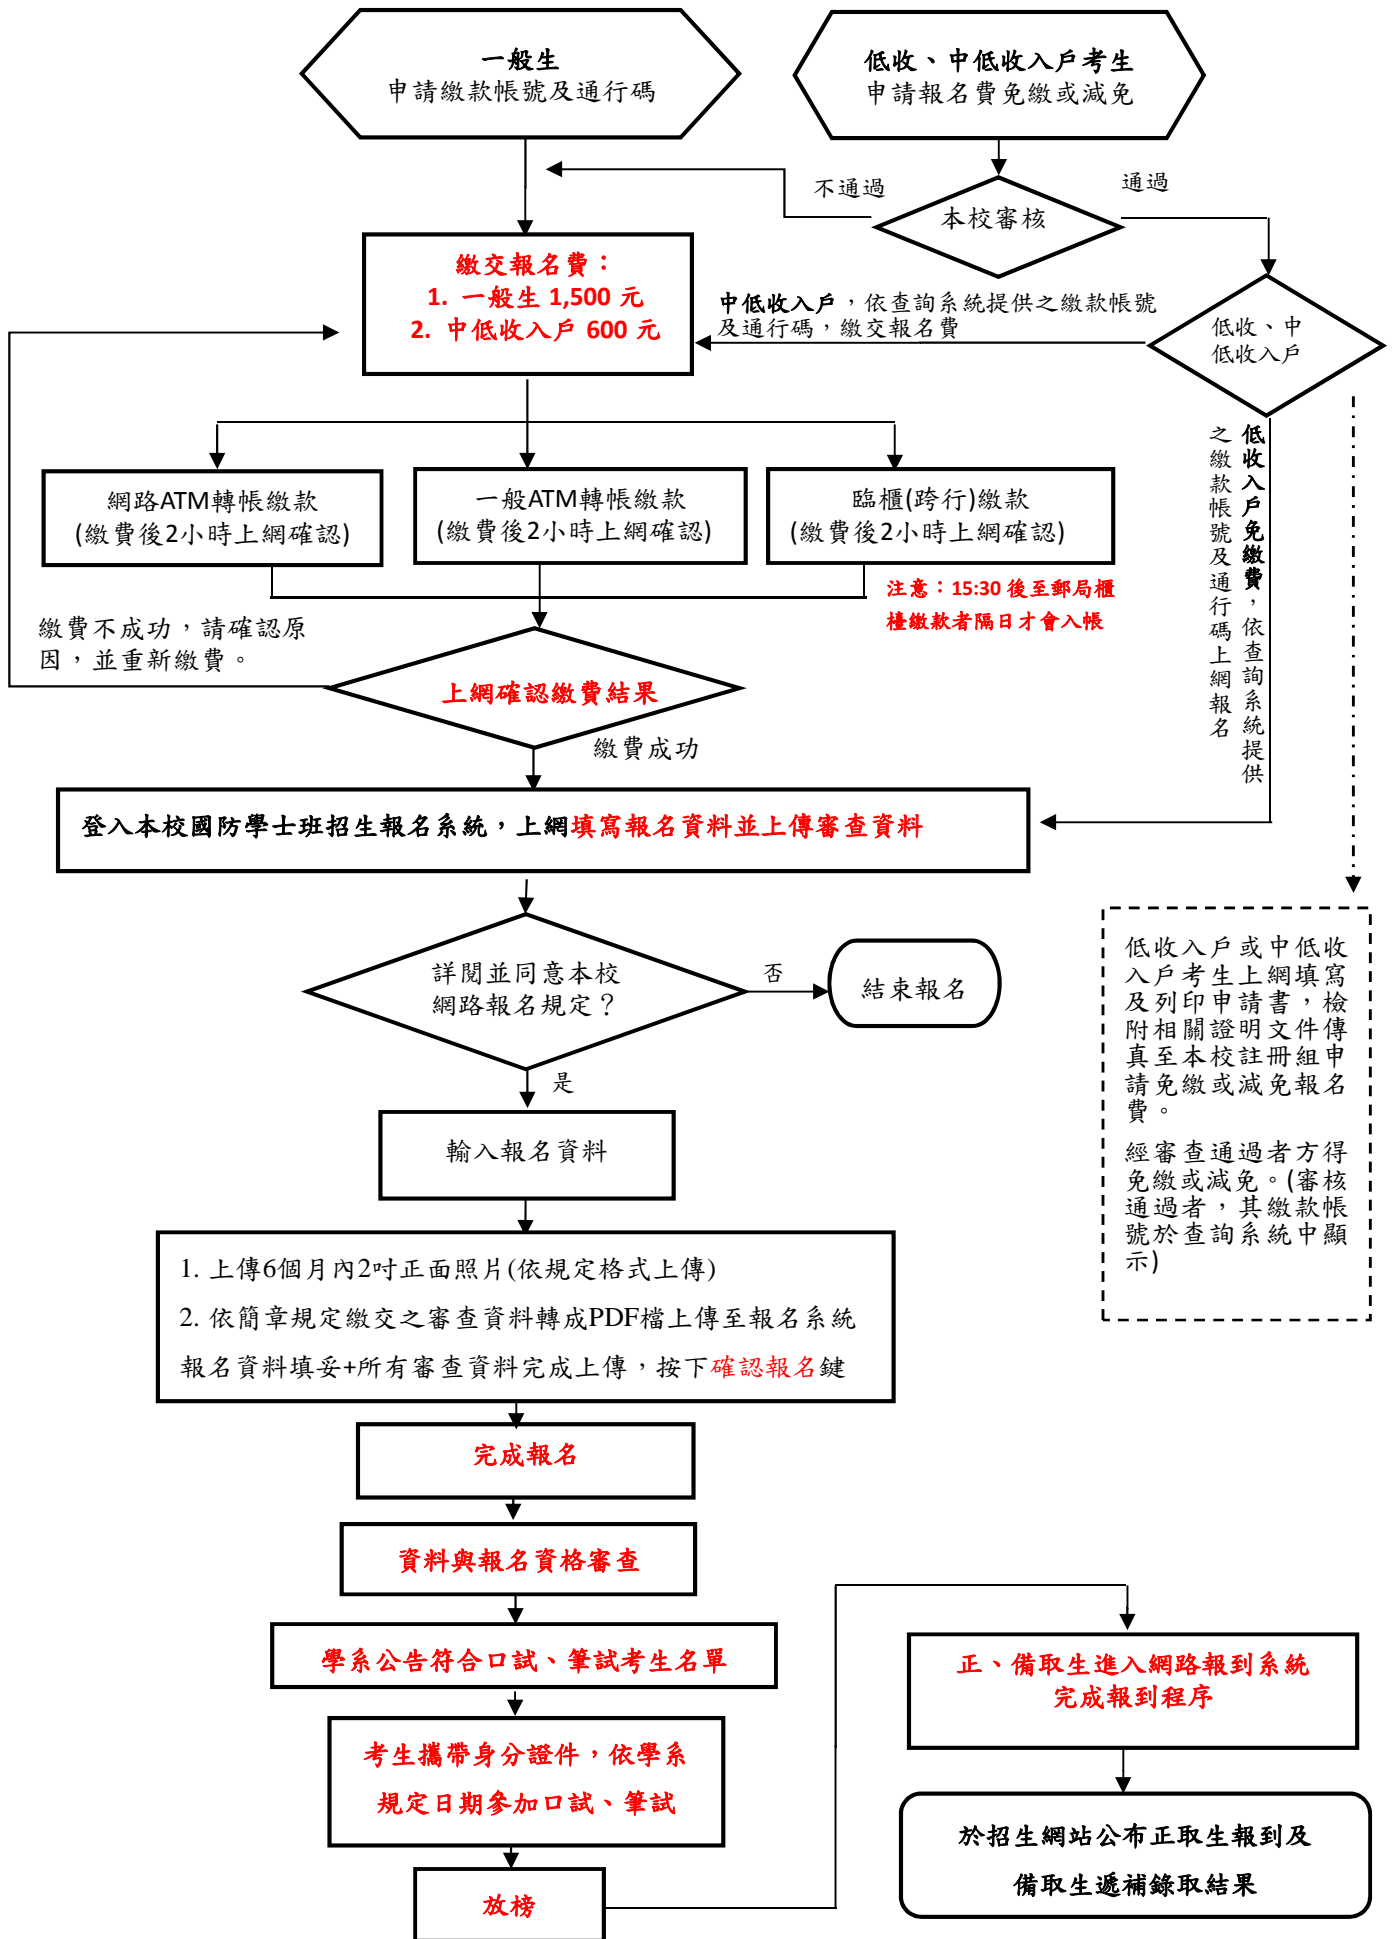 一般生
申請繳款帳號及通行碼
低收、中低收入戶考生
申請報名費免繳或減免
不通過
通過
本校審核
繳交報名費：
1. 一般生 1,500 元
2. 中低收入戶 600 元
中低收入戶，依查詢系統提供之繳款帳號
及通行碼，繳交報名費
低收、中
低收入戶
低收入戶免繳費，依查詢系統提供
之繳款帳號及通行碼上網報名
網路ATM轉帳繳款
(繳費後2小時上網確認)
一般ATM轉帳繳款
(繳費後2小時上網確認)
臨櫃(跨行)繳款
(繳費後2小時上網確認)
注意：15:30 後至郵局櫃
檯繳款者隔日才會入帳
繳費不成功，請確認原
因，並重新繳費。
上網確認繳費結果
繳費成功
登入本校國防學士班招生報名系統，上網填寫報名資料並上傳審查資料
詳閱並同意本校
網路報名規定？
否
結束報名
是
輸入報名資料
低收入戶或中低收
入戶考生上網填寫
及列印申請書，檢
附相關證明文件傳
真至本校註冊組申
請免繳或減免報名
費。
經審查通過者方得
免繳或減免。(審核
通過者，其繳款帳
號於查詢系統中顯
示)
1. 上傳6個月內2吋正面照片(依規定格式上傳)
2. 依簡章規定繳交之審查資料轉成PDF檔上傳至報名系統
報名資料填妥+所有審查資料完成上傳，按下確認報名鍵
完成報名
資料與報名資格審查
學系公告符合口試、筆試考生名單
考生攜帶身分證件，依學系
規定日期參加口試、筆試
放榜
正、備取生進入網路報到系統
完成報到程序
於招生網站公布正取生報到及
備取生遞補錄取結果